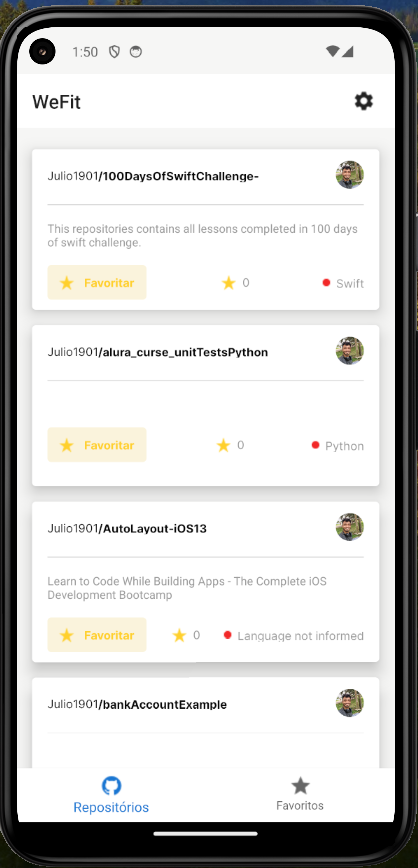 1:50
WeFit
Julio1901/100DaysOfSwiftChallenge-
This repositories contains all lessons completed in 100 days
of swift challenge.
Favoritar 0 Swift
Julio1901/alura_curse_unitTestsPython
Favoritar 0 Python
Julio1901/AutoLayout-iOS13
Learn to Code While Building Apps - The Complete iOS
Development Bootcamp
Favoritar 0 Language not informed
Julio1901/bankAccountExample
Repositórios Favoritos